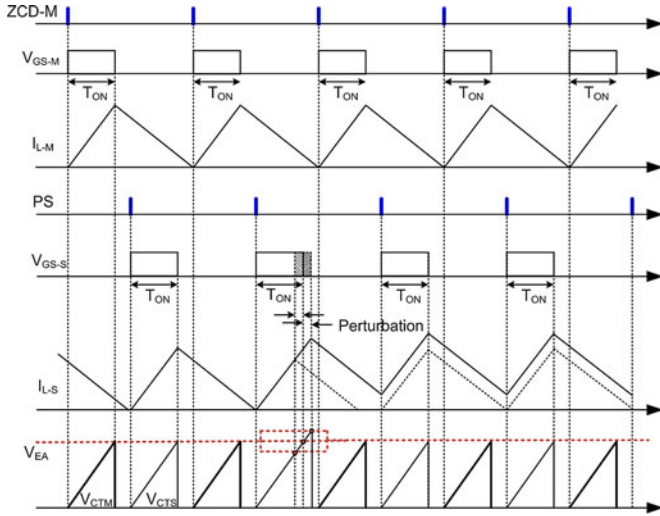 ZCD-M
VGS-M
TON TON TON TON TON
IL-M
PS
VGS-S
TON TON TON TON
Perturbation
IL-S
VEA
VCTM VCTS